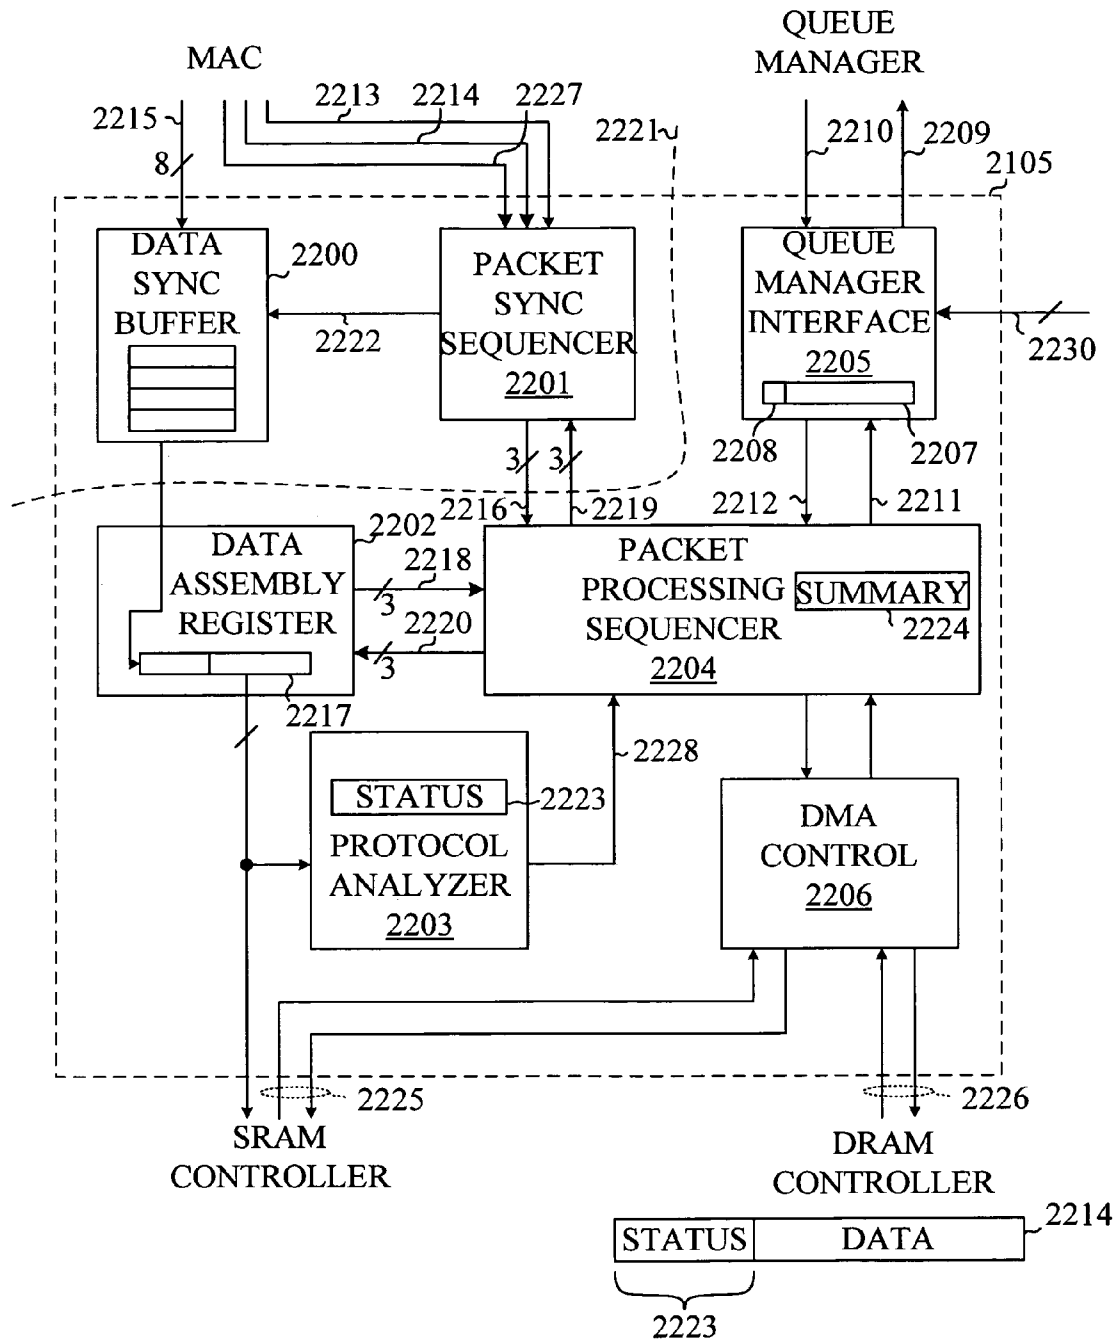 QUEUE
MANAGER
MAC
2213
2214
2227
2215
8
2221
2210
2209
2105
DATA
SYNC
BUFFER
2200
2222
PACKET
SYNC
SEQUENCER
2201
QUEUE
MANAGER
INTERFACE
2205
2230
2208
2207
3
3
2216
2219
2212
2211
2202
DATA
ASSEMBLY
REGISTER
2218
3
2220
3
2217
PACKET
PROCESSING
SEQUENCER
2204
SUMMARY
2224
2228
STATUS
2223
PROTOCOL
ANALYZER
2203
DMA
CONTROL
2206
2225
2226
SRAM
CONTROLLER
DRAM
CONTROLLER
STATUS
DATA
2214
2223